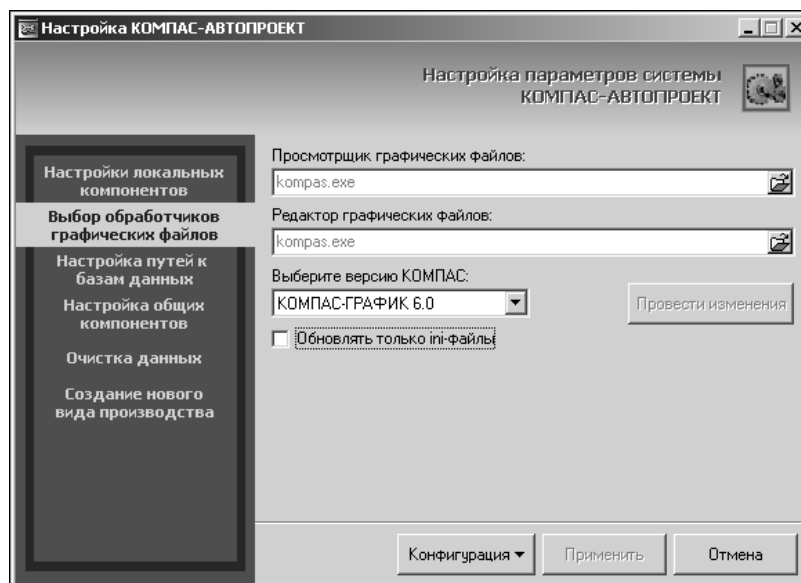 Настройка КОМПАС-АВТОПРОЕКТ
Настройка параметров системы
КОМПАС-АВТОПРОЕКТ
Настройки локальных
компонентов
Выбор обработчиков
графических файлов
Настройка путей к
базам данных
Настройка общих
компонентов
Очистка данных
Создание нового
вида производства
Просмотрщик графических файлов:
kompas.exe
Редактор графических файлов:
kompas.exe
Выберите версию КОМПАС:
КОМПАС-ГРАФИК 6.0
Провести изменения
Обновлять только ini-файлы
Конфигурация
Применить
Отмена